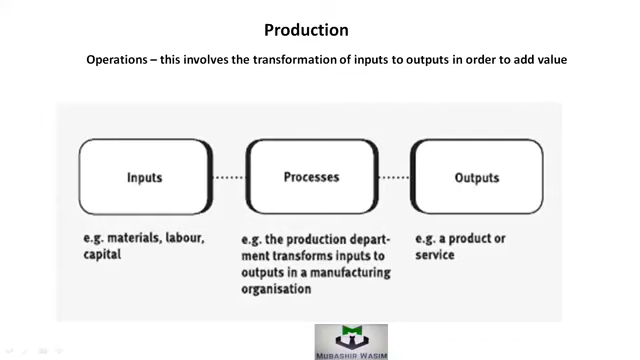 Production
Operations – this involves the transformation of inputs to outputs in order to add value
Inputs
Processes
Outputs
e.g. materials, labour,
capital
e.g. the production depart-
ment transforms inputs to
outputs in a manufacturing
organisation
e.g. a product or
service
MUBASHIR WASIM